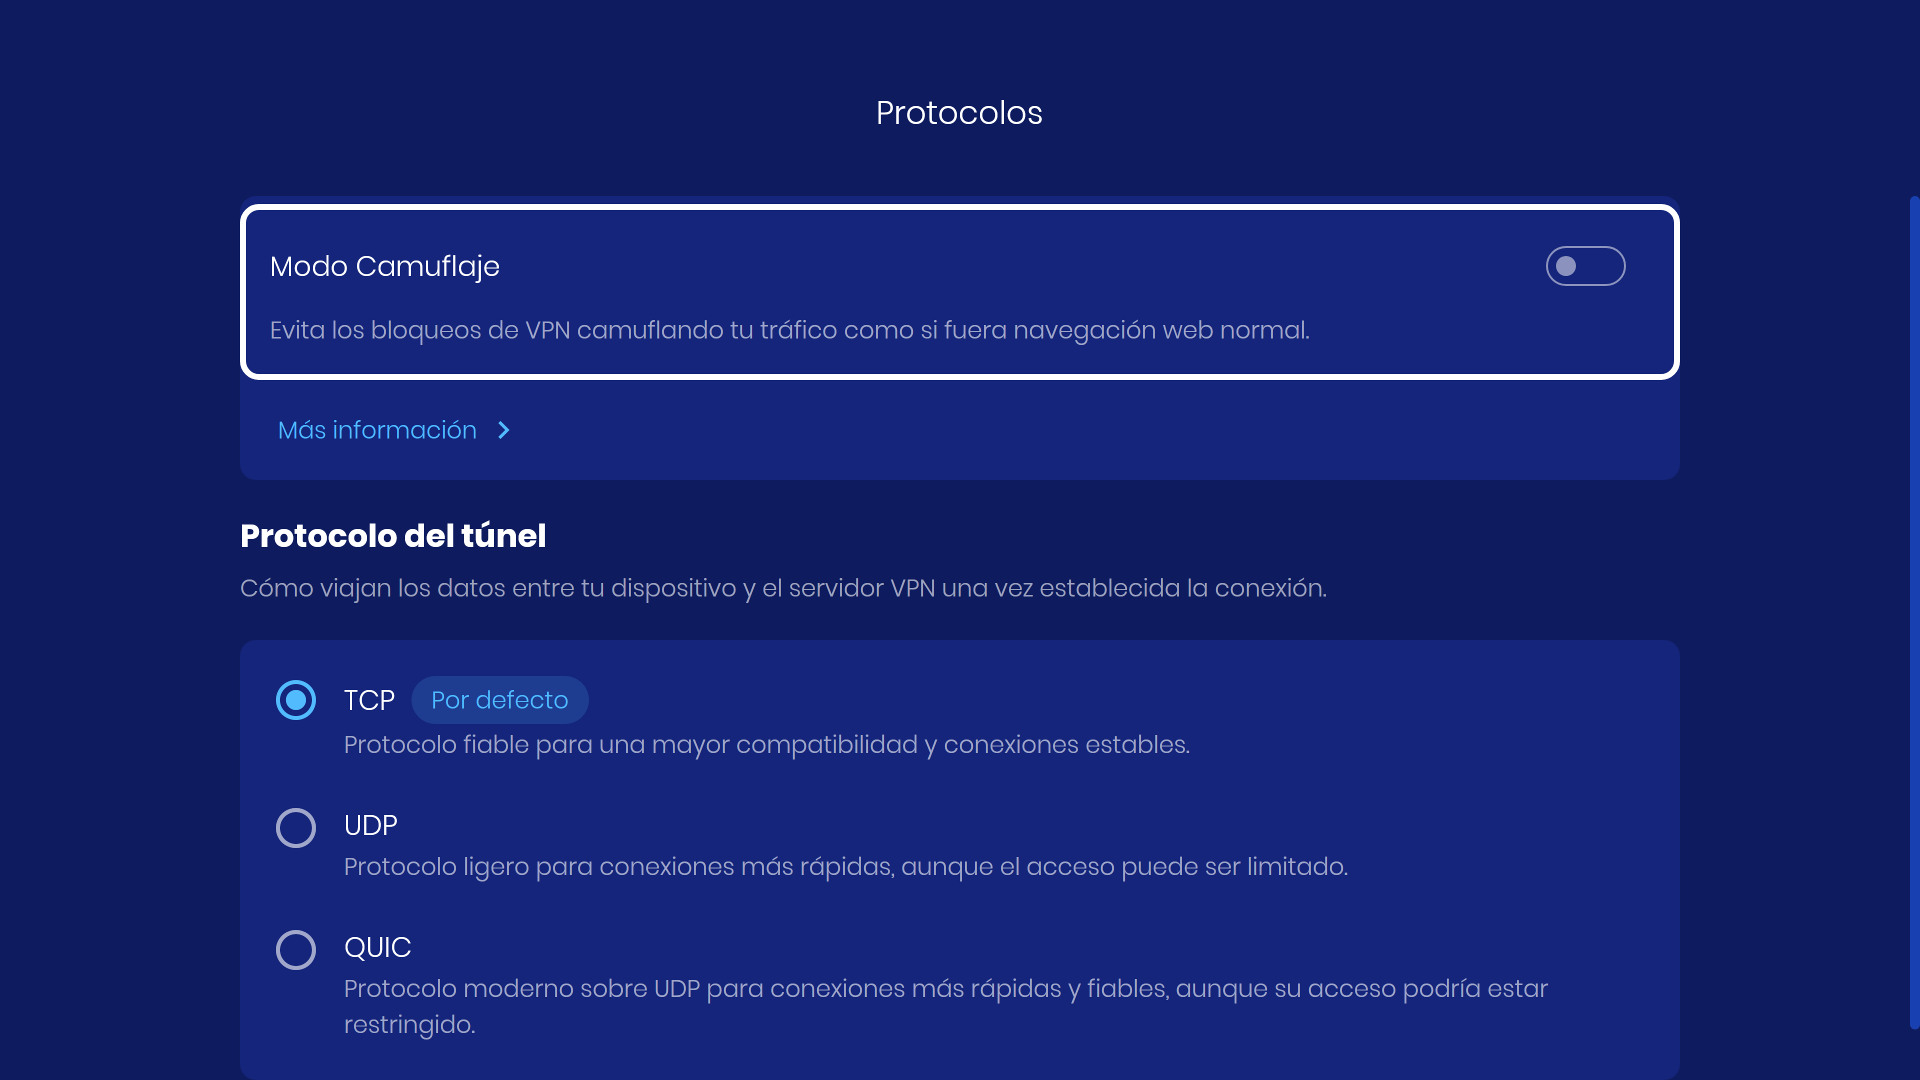 Protocolos
Modo Camuflaje
Evita los bloqueos de VPN camuflando tu tráfico como si fuera navegación web normal.
Más información
Protocolo del túnel
Cómo viajan los datos entre tu dispositivo y el servidor VPN una vez establecida la conexión.
TCP Por defecto
Protocolo fiable para una mayor compatibilidad y conexiones estables.
UDP
Protocolo ligero para conexiones más rápidas, aunque el acceso puede ser limitado.
QUIC
Protocolo moderno sobre UDP para conexiones más rápidas y fiables, aunque su acceso podría estar
restringido.